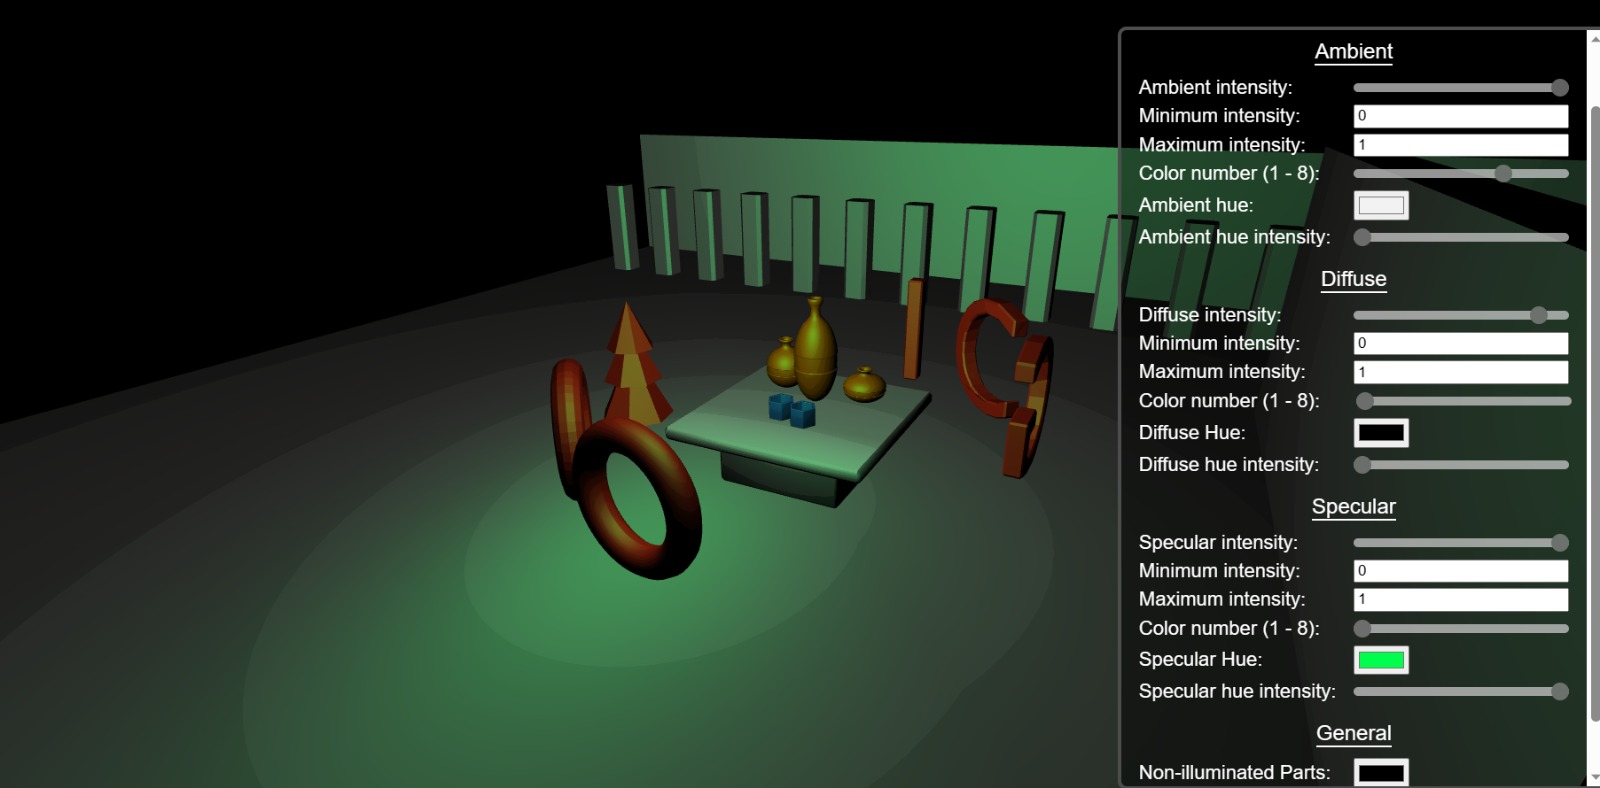 Ambient
Ambient intensity:
Minimum intensity: 0
Maximum intensity: 1
Color number (1 - 8):
Ambient hue:
Ambient hue intensity:
Diffuse
Diffuse intensity:
Minimum intensity: 0
Maximum intensity: 1
Color number (1 - 8):
Diffuse Hue:
Diffuse hue intensity:
Specular
Specular intensity:
Minimum intensity: 0
Maximum intensity: 1
Color number (1 - 8):
Specular Hue:
Specular hue intensity:
General
Non-illuminated Parts: